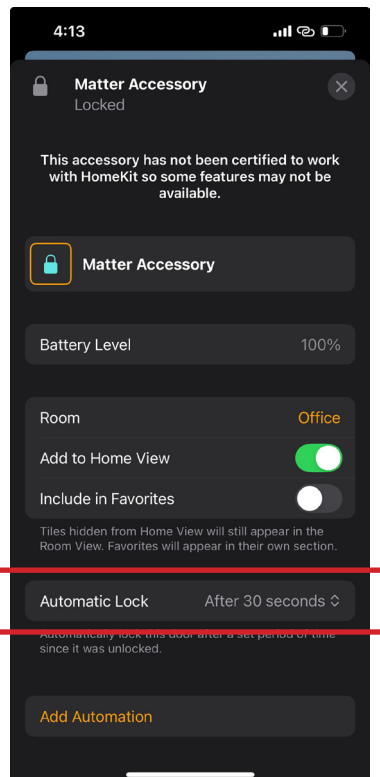 4:13
Matter Accessory
Locked
This accessory has not been certified to work
with HomeKit so some features may not be
available.
Matter Accessory
Battery Level 100%
Room Office
Add to Home View
Include in Favorites
Tiles hidden from Home View will still appear in the
Room View. Favorites will appear in their own section.
Automatic Lock After 30 seconds
Automatically lock this door after a set period of time
since it was unlocked.
Add Automation